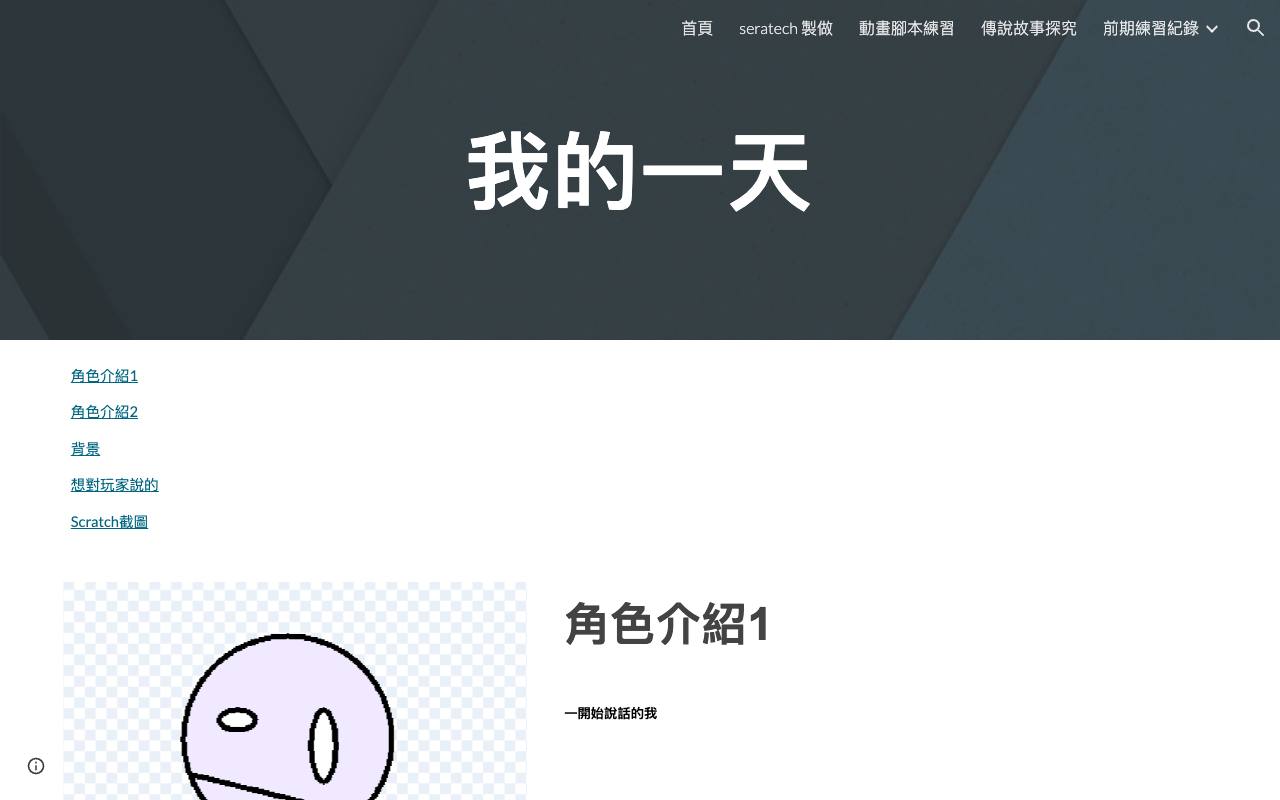 首頁
seratech 製做
動畫腳本練習
傳說故事探究
前期練習紀錄
我的一天
角色介紹1
角色介紹2
背景
想對玩家說的
Scratch截圖
角色介紹1
一開始說話的我